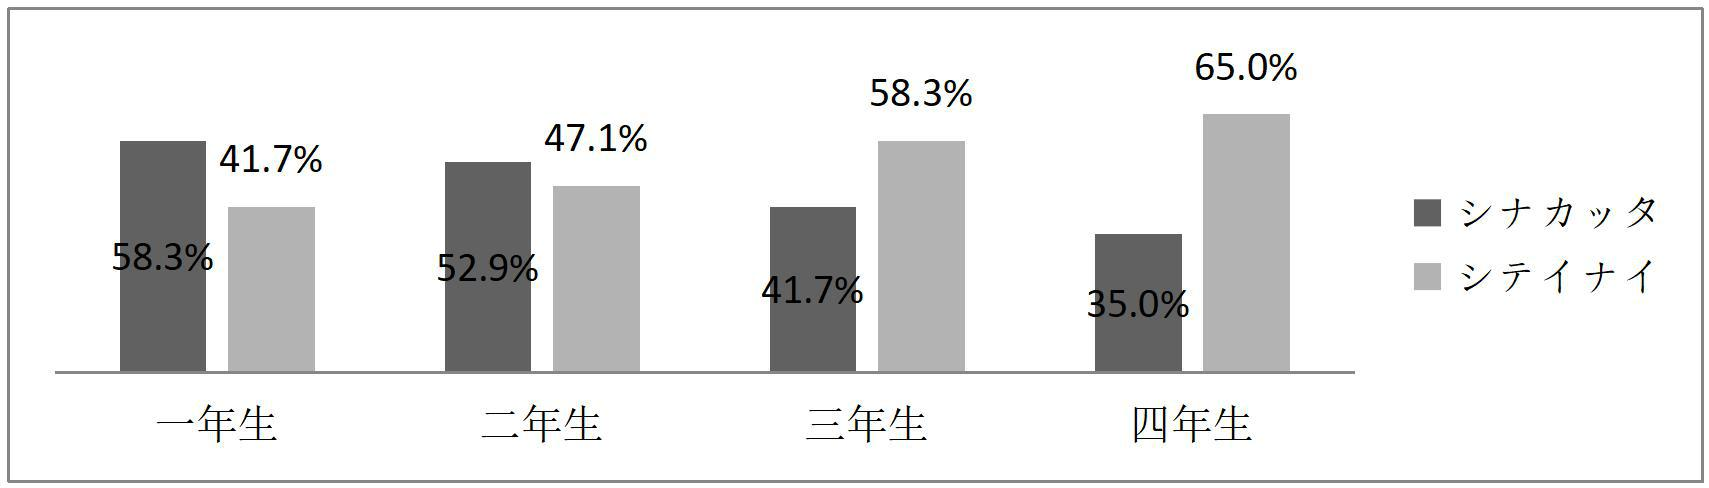 65.0%
58.3%
47.1%
41.7%
58.3%
52.9%
41.7%
35.0%
シナカッタ
シテイナイ
一年生 二年生 三年生 四年生